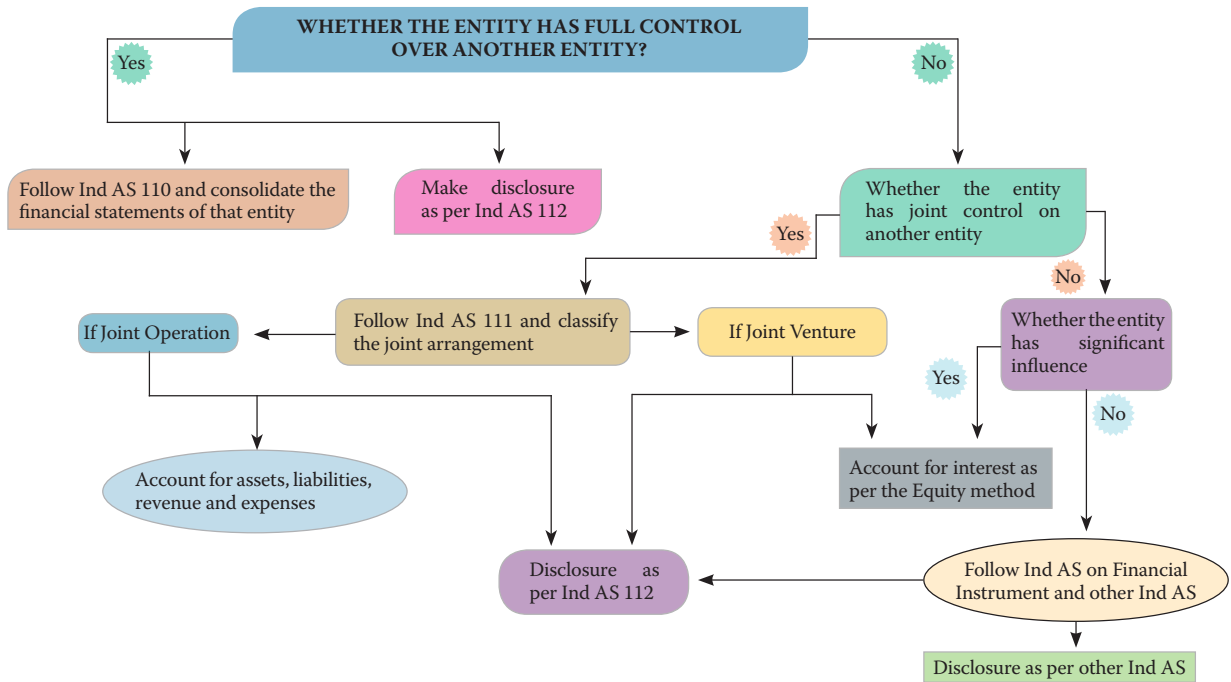 WHETHER THE ENTITY HAS FULL CONTROL
OVER ANOTHER ENTITY?
Yes
No
Follow Ind AS 110 and consolidate the
financial statements of that entity
Make disclosure
as per Ind AS 112
Whether the entity
has joint control on
another entity
Yes
No
If Joint Operation
Follow Ind AS 111 and classify
the joint arrangement
If Joint Venture
Whether the entity
has significant
influence
Yes
No
Account for assets, liabilities,
revenue and expenses
Account for interest as
per the Equity method
Disclosure as
per Ind AS 112
Follow Ind AS on Financial
Instrument and other Ind AS
Disclosure as per other Ind AS